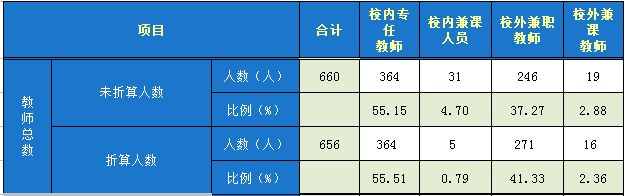 项目 合计 校内专任教师 校内兼课人员 校外兼职教师 校外兼课教师
教师总数 未折算人数 人数（人） 660 364 31 246 19
比例（%） 55.15 4.70 37.27 2.88
折算人数 人数（人） 656 364 5 271 16
比例（%） 55.51 0.79 41.33 2.36